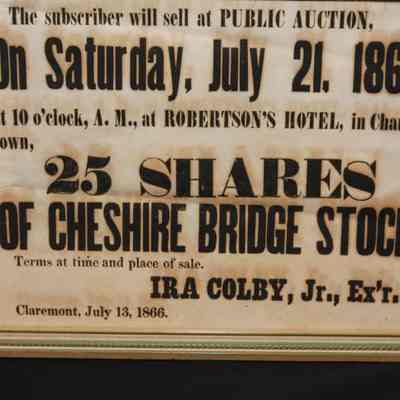 The subscriber will sell at PUBLIC AUCTION,
On Saturday, July 21, 186
t 10 o'clock, A. M., at ROBERTSON'S HOTEL, in Char
own,
25 SHARES
OF CHESHIRE BRIDGE STOC
Terms at time and place of sale.
IRA COLBY, Jr., Ex'r.
Claremont, July 13, 1866.